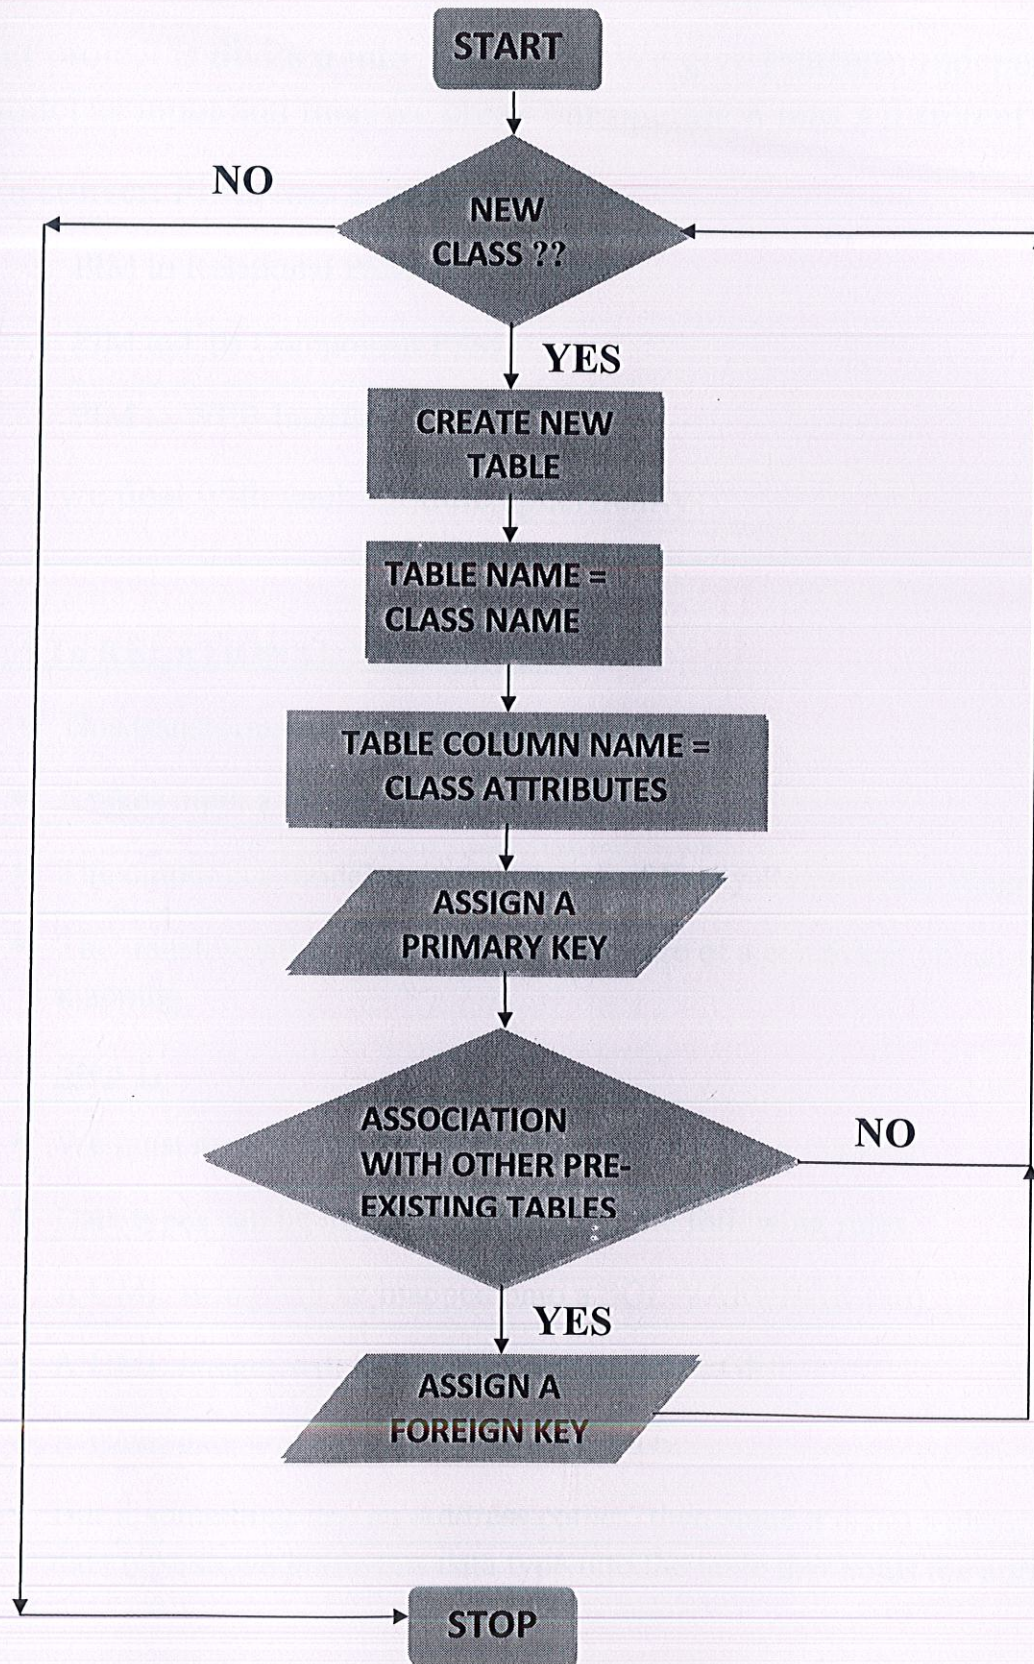 START
NO
NEW
CLASS ??
YES
CREATE NEW
TABLE
TABLE NAME =
CLASS NAME
TABLE COLUMN NAME =
CLASS ATTRIBUTES
ASSIGN A
PRIMARY KEY
ASSOCIATION
WITH OTHER PRE-
EXISTING TABLES
NO
YES
ASSIGN A
FOREIGN KEY
STOP